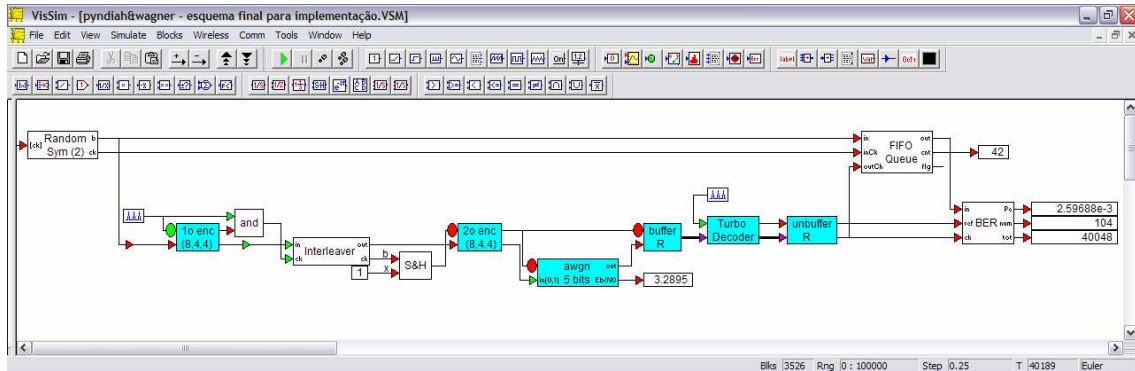 VisSim - [pyndiah&wagner - esquema final para implementação.VSM]
File Edit View Simulate Blocks Wireless Comm Tools Window Help
[ck] Random Sym (2) b ck
in inCk outCk FIFO Queue out cnt flg
42
1o enc
(8,4,4)
and
in ck Interleaver out ck
1
b
x
S&H
2o enc
(8,4,4)
awgn out
in(0,1) 5 bits Eb/N0
3.2895
buffer
R
Turbo
Decoder
unbuffer
R
in Pe
ref BER num
ck tot
2.59688e-3
104
40048
Blks 3526 Rng 0 : 100000 Step 0.25 T 40189 Euler